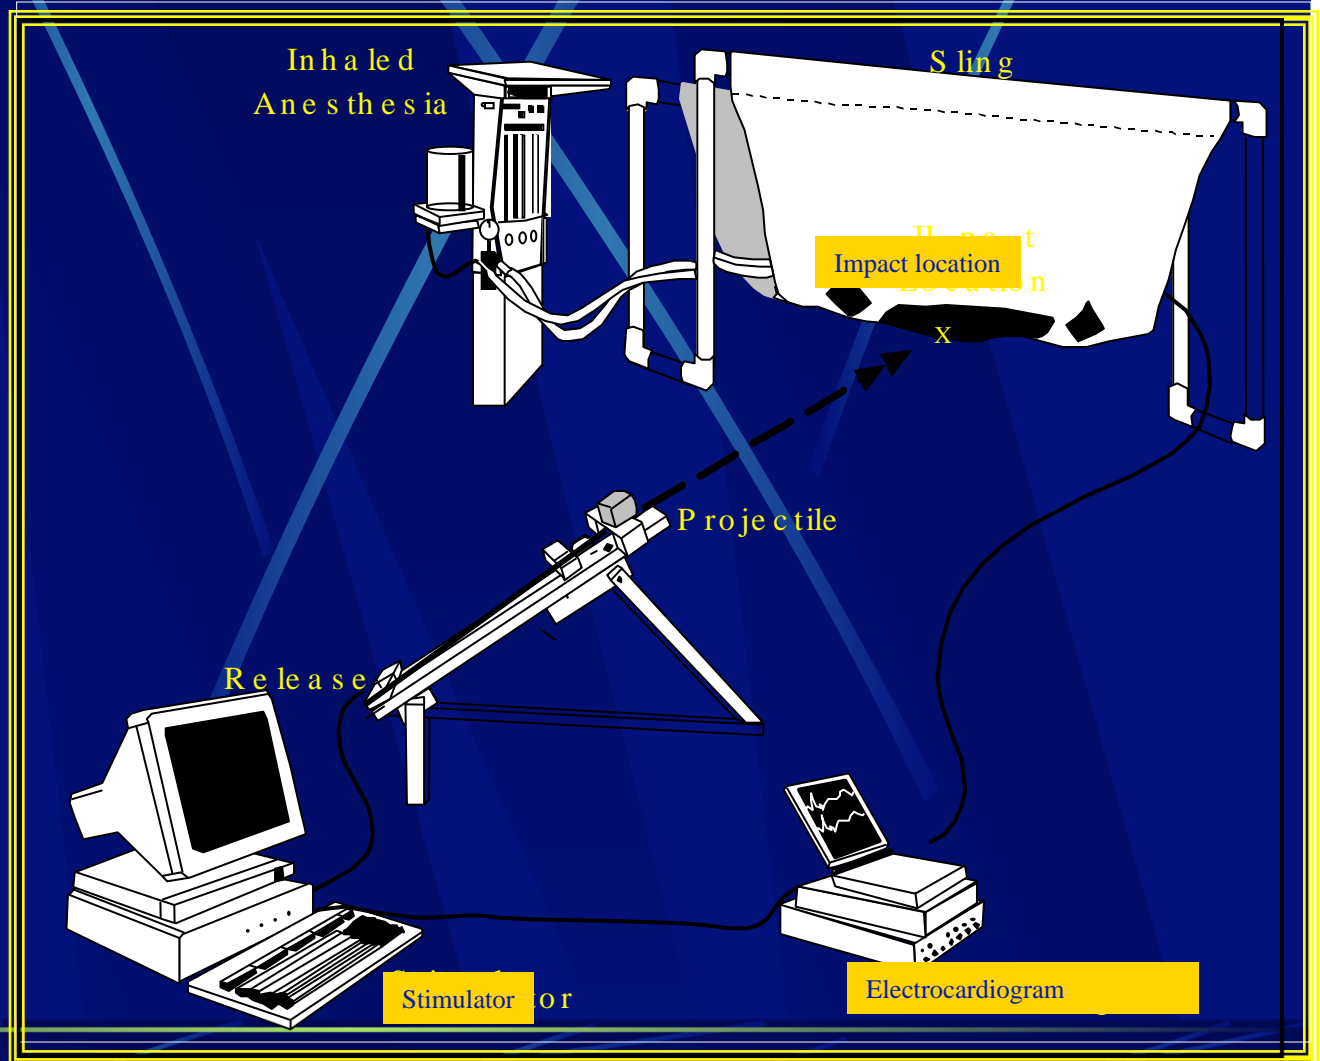 Inhaled
Anesthesia
Sling
Impact location
x
Projectile
Release
Stimulator
Electrocardiogram